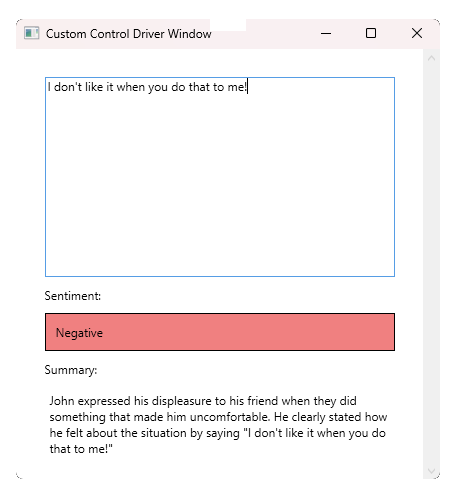 Custom Control Driver Window
I don't like it when you do that to me!
Sentiment:
Negative
Summary:
John expressed his displeasure to his friend when they did
something that made him uncomfortable. He clearly stated how
he felt about the situation by saying "I don't like it when you do
that to me!"